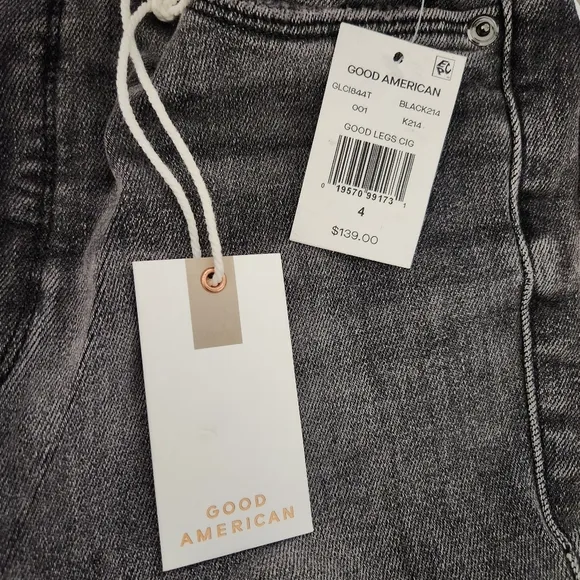 GOOD AMERICAN
GLCI844T BLACK214
001 K214
GOOD LEGS CIG
0 19570 99173 1
4
$139.00
GOOD
AMERICAN